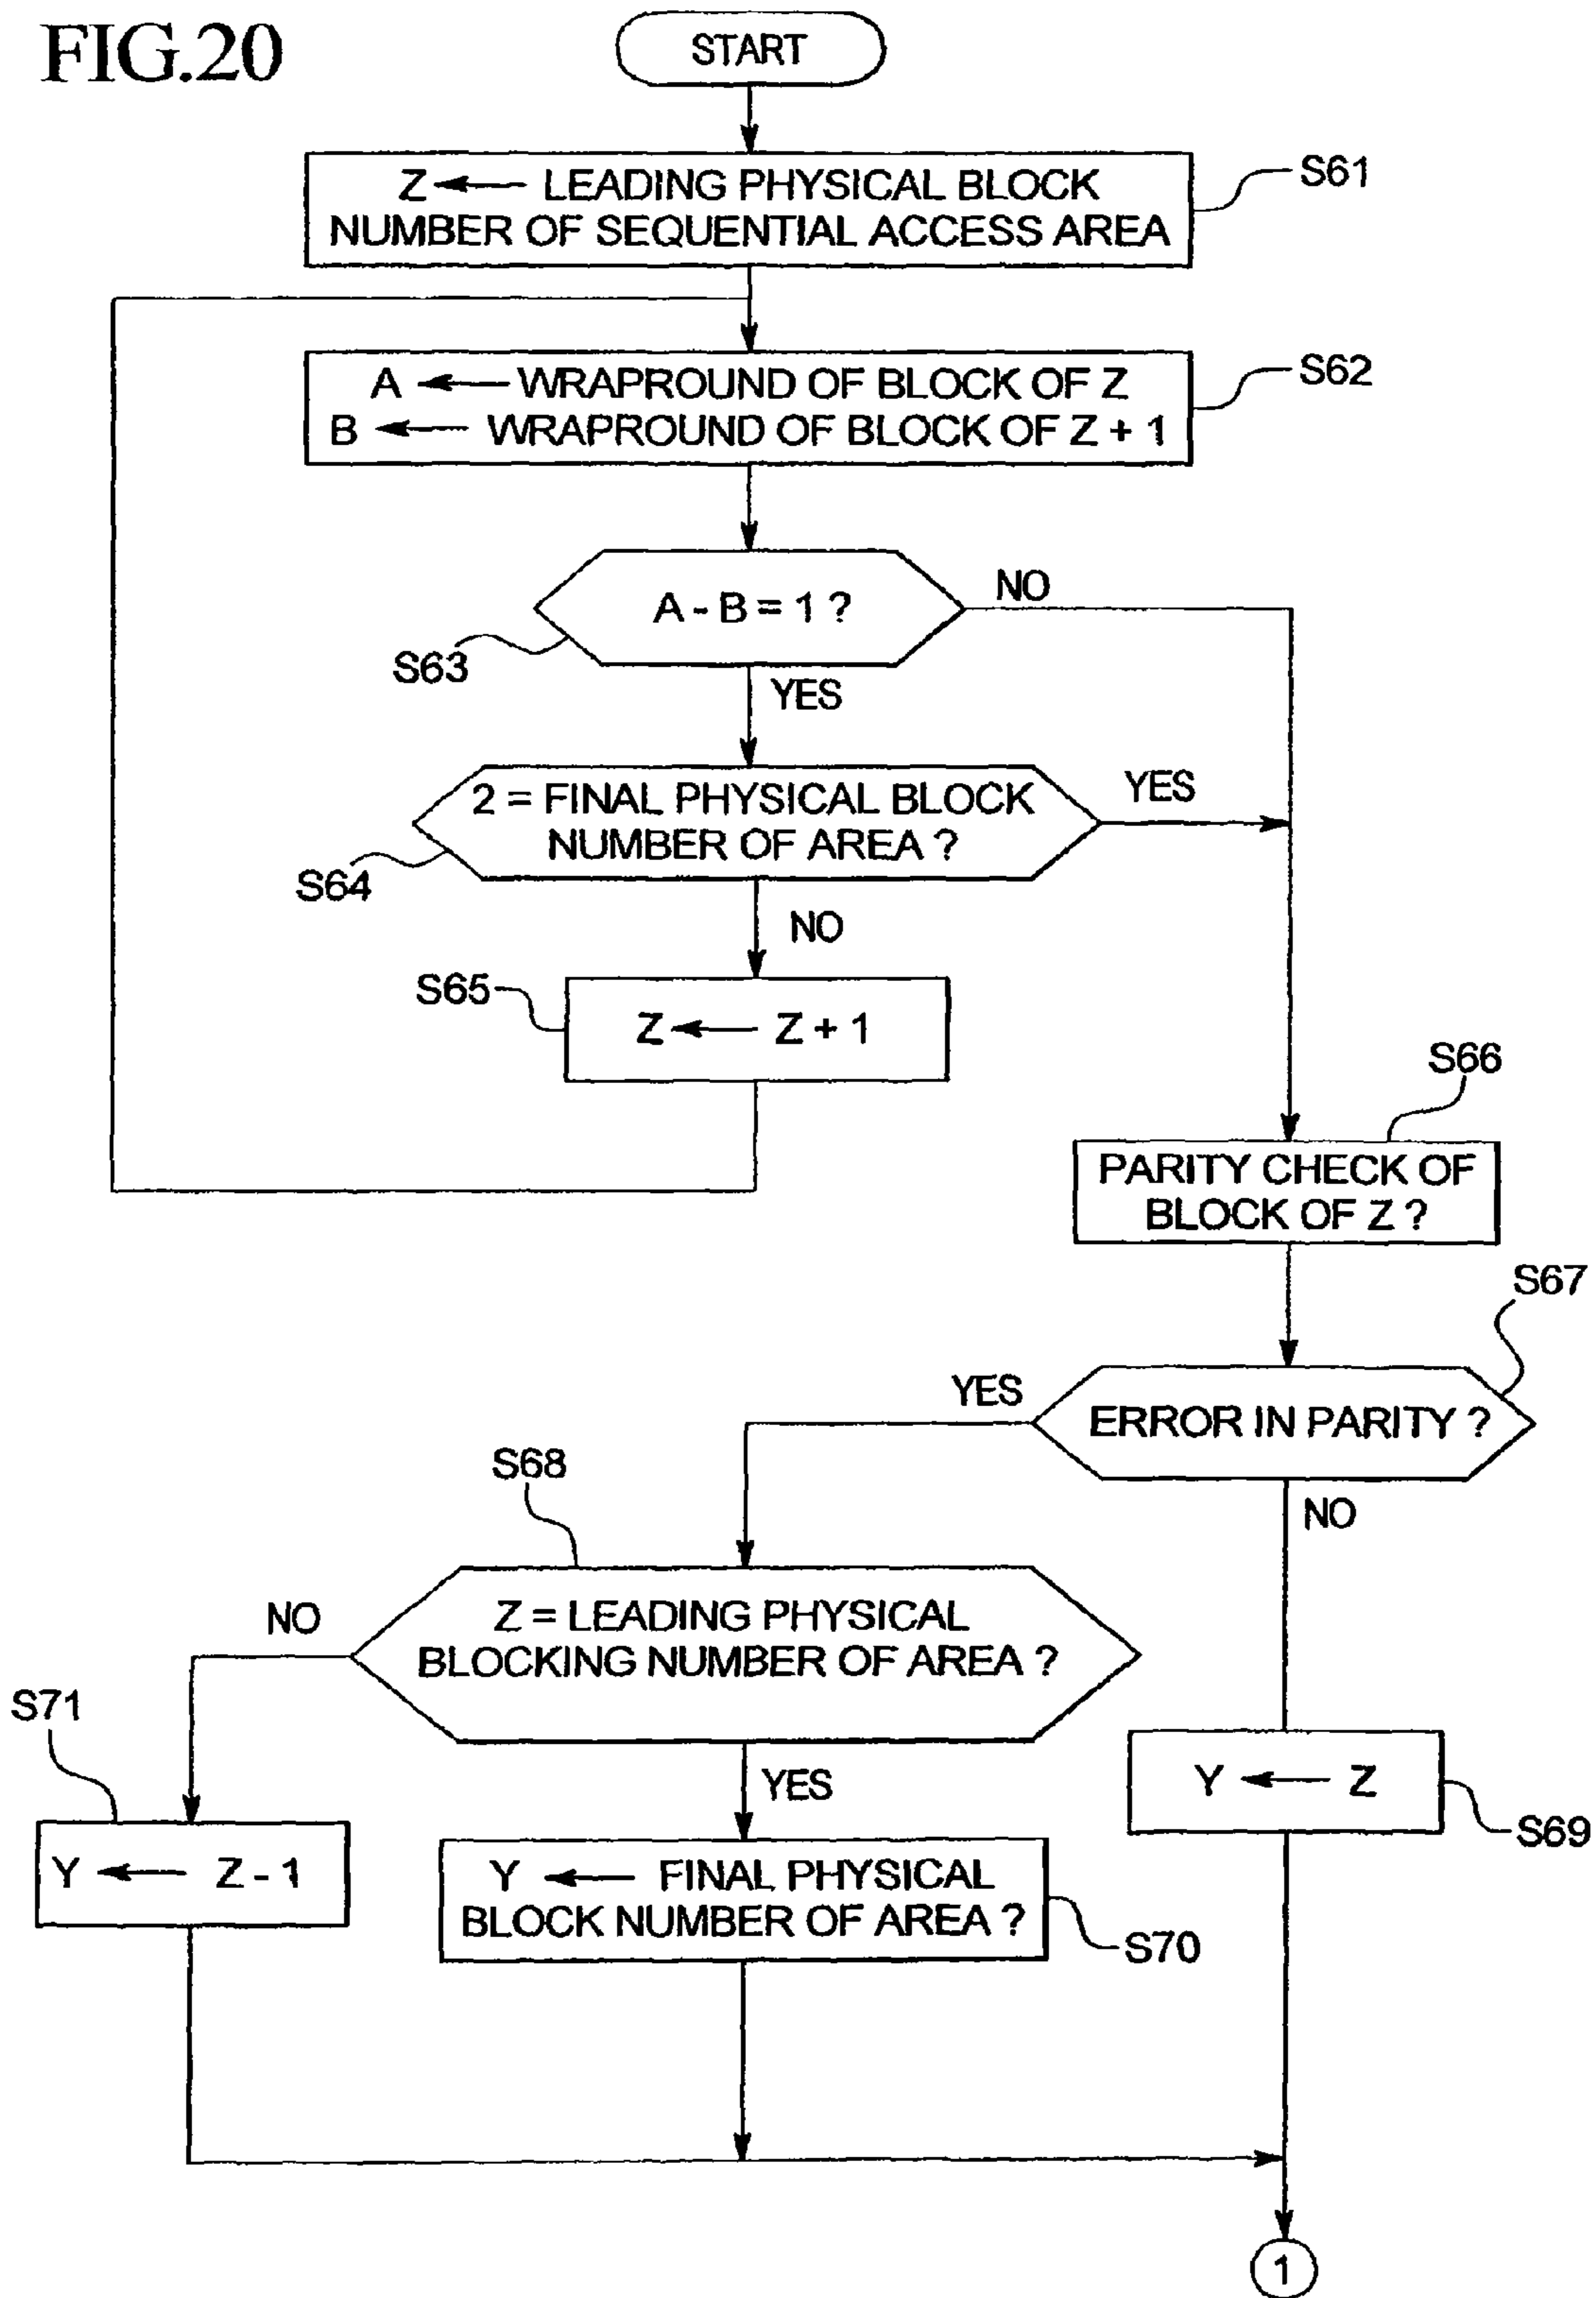 FIG.20
START
Z ← LEADING PHYSICAL BLOCK
NUMBER OF SEQUENTIAL ACCESS AREA
S61
A ← WRAPROUND OF BLOCK OF Z
B ← WRAPROUND OF BLOCK OF Z + 1
S62
A - B = 1 ?
NO
S63
YES
2 = FINAL PHYSICAL BLOCK
NUMBER OF AREA ?
YES
S64
NO
S65
Z ← Z + 1
S66
PARITY CHECK OF
BLOCK OF Z ?
S67
ERROR IN PARITY ?
YES
NO
S68
Z = LEADING PHYSICAL
BLOCKING NUMBER OF AREA ?
NO
YES
S71
Y ← Z - 1
Y ← FINAL PHYSICAL
BLOCK NUMBER OF AREA ?
S70
Y ← Z
S69
1